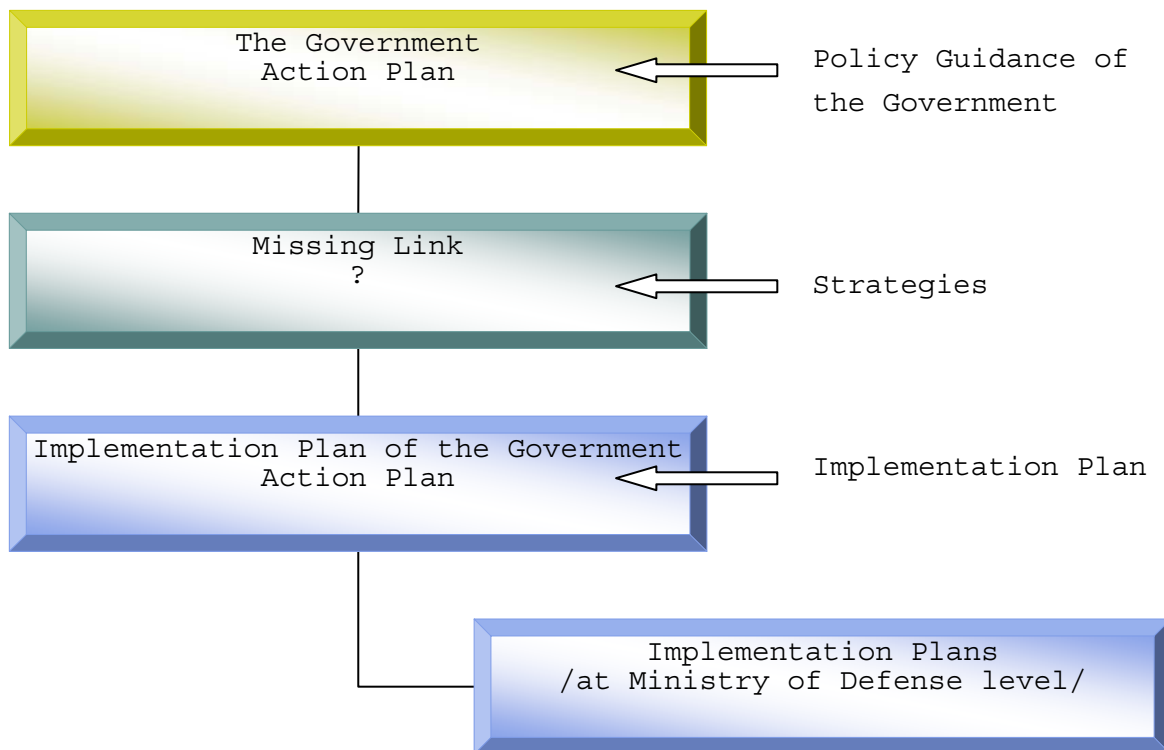 The Government
Action Plan
Policy Guidance of
the Government
Missing Link
?
Strategies
Implementation Plan of the Government
Action Plan
Implementation Plan
Implementation Plans
/at Ministry of Defense level/